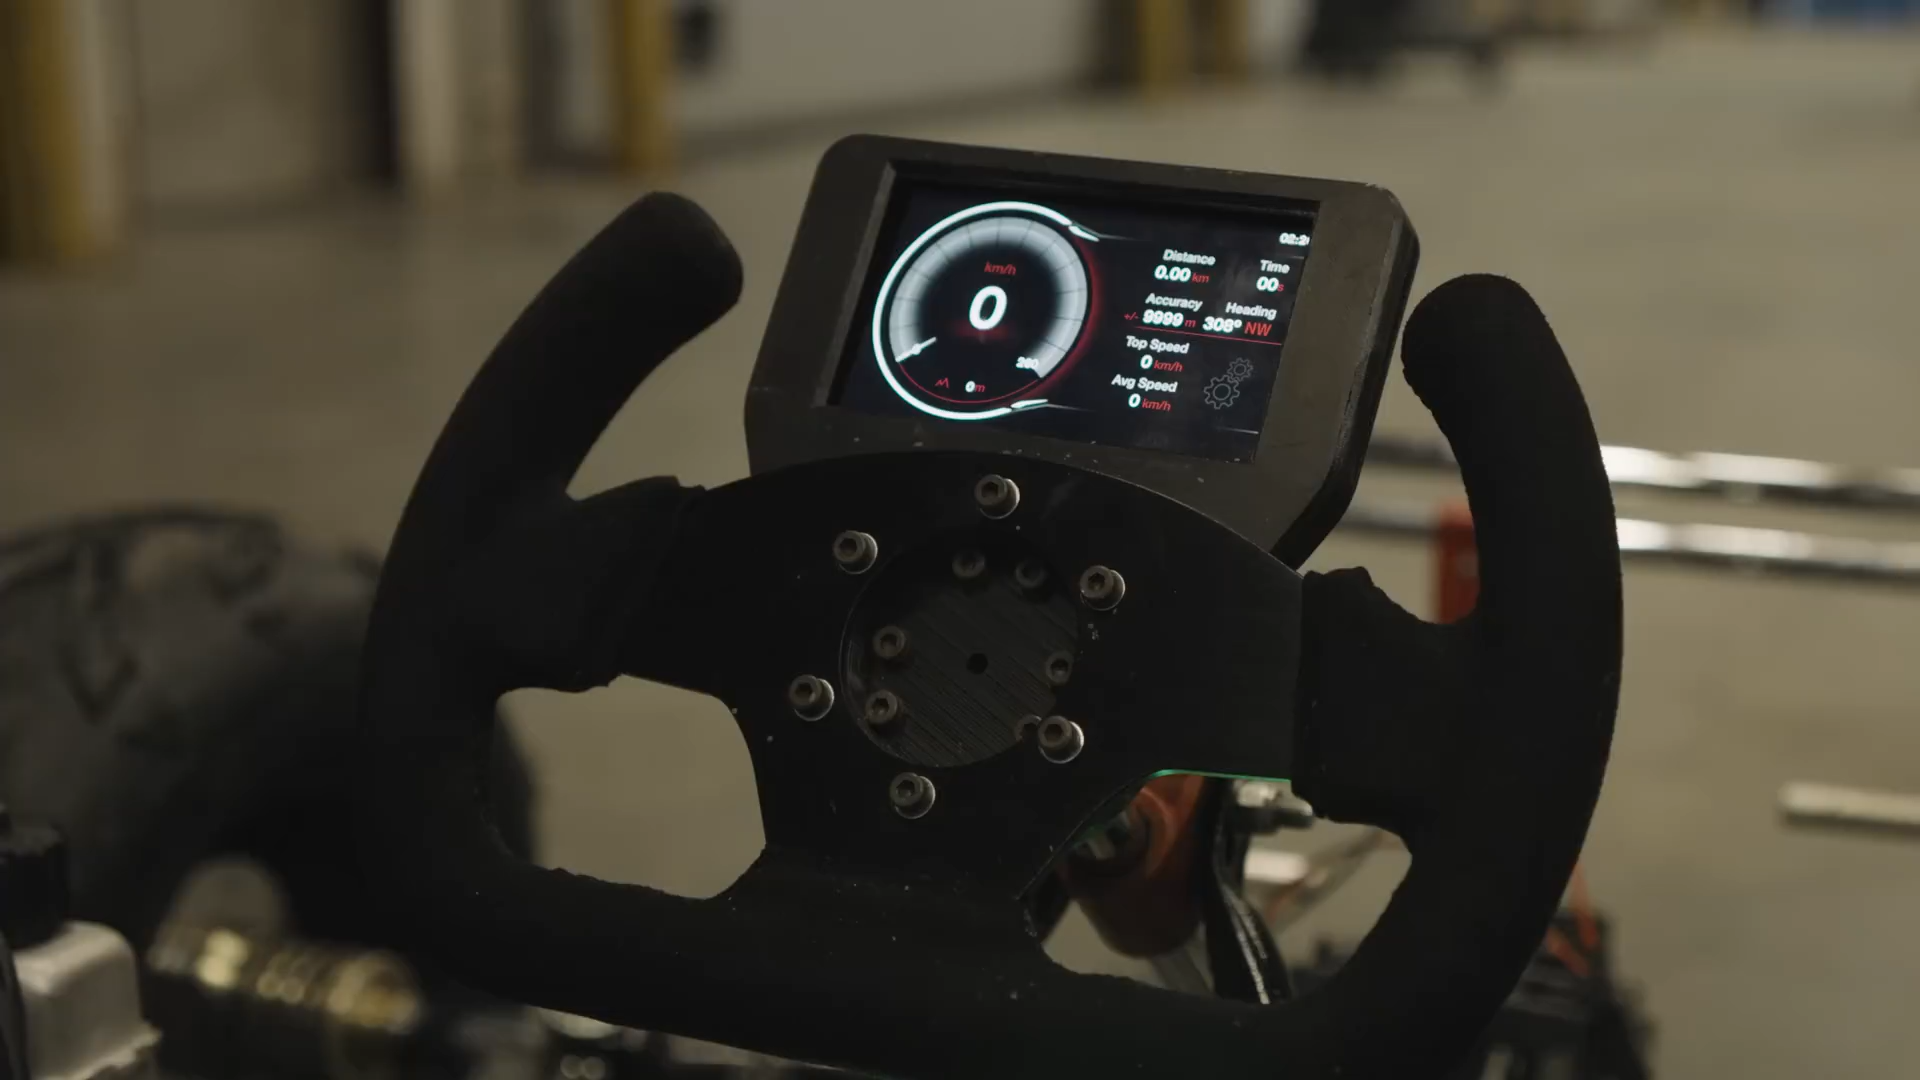 km/h
0
260
0m
Distance
0.00 km
Time
00s
Accuracy
+/- 9999 m
Heading
308° NW
Top Speed
0 km/h
Avg Speed
0 km/h